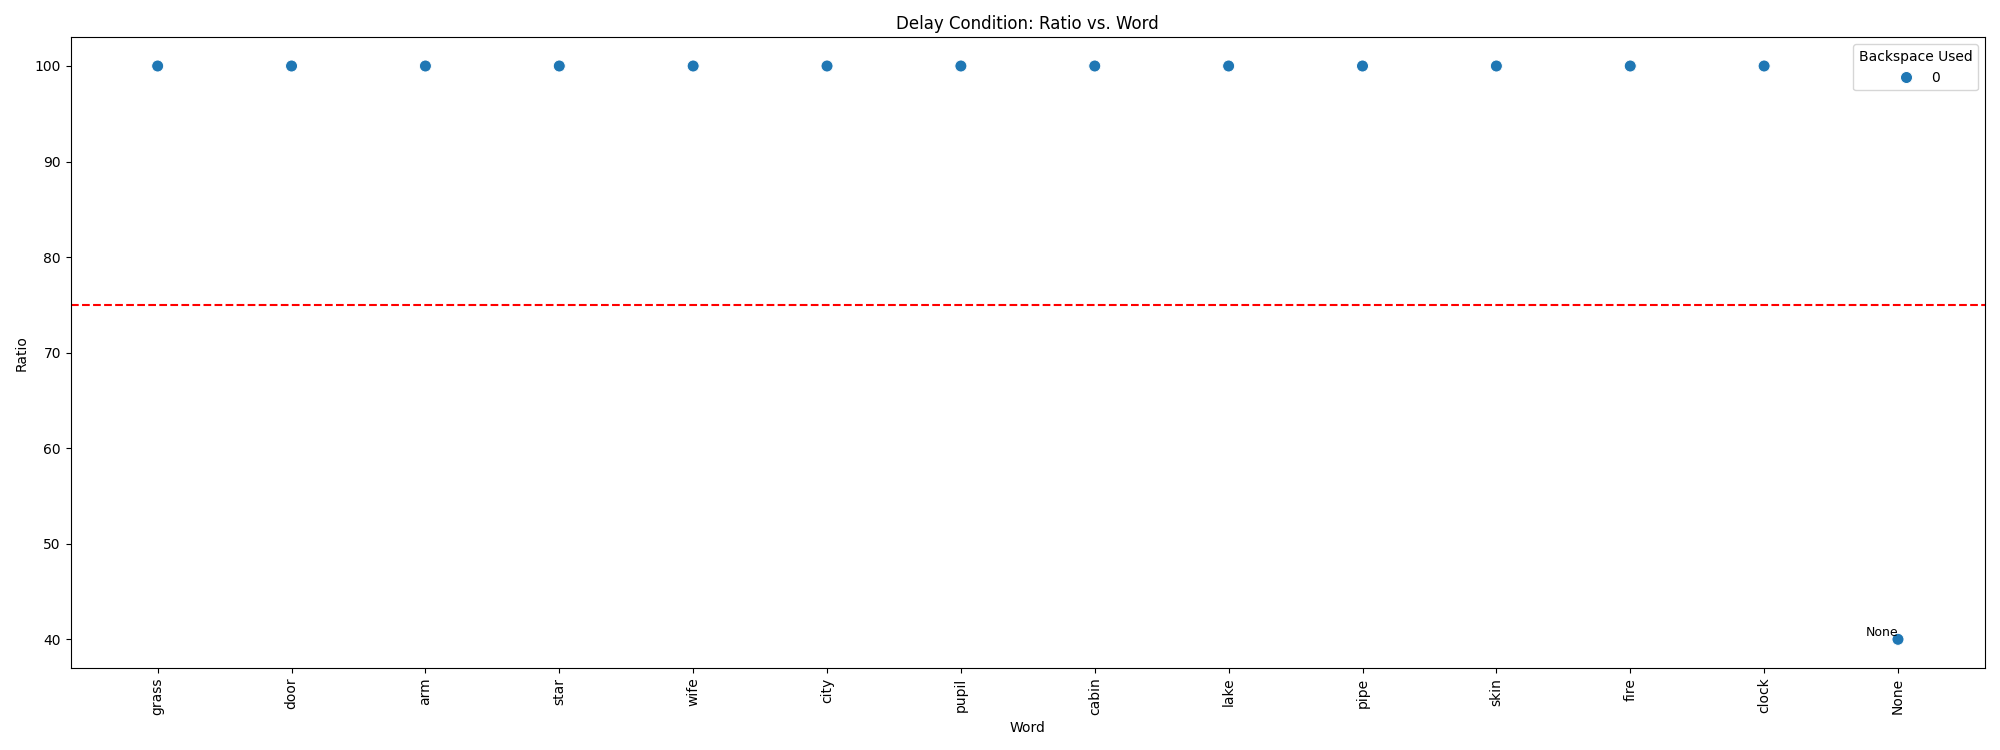 Delay Condition: Ratio vs. Word
Backspace Used
0
100
90
80
70
60
50
40
Ratio
None
grass
door
arm
star
wife
city
pupil
cabin
lake
pipe
skin
fire
clock
None
Word